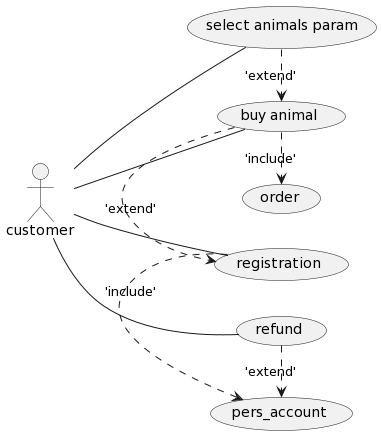 select animals param
'extend'
buy animal
'include'
order
customer
'extend'
registration
'include'
refund
'extend'
pers_account